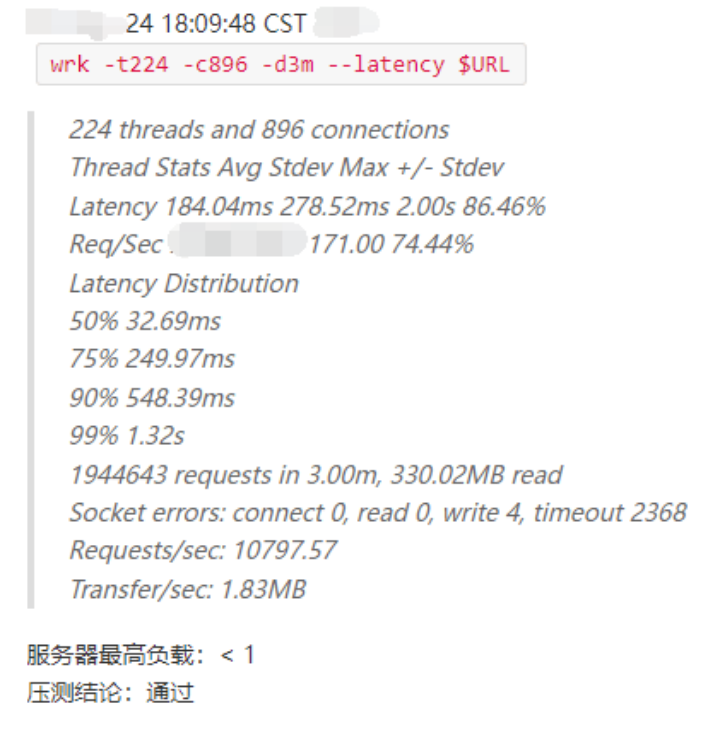 24 18:09:48 CST
wrk -t224 -c896 -d3m --latency $URL
224 threads and 896 connections
Thread Stats Avg Stdev Max +/- Stdev
Latency 184.04ms 278.52ms 2.00s 86.46%
Req/Sec 171.00 74.44%
Latency Distribution
50% 32.69ms
75% 249.97ms
90% 548.39ms
99% 1.32s
1944643 requests in 3.00m, 330.02MB read
Socket errors: connect 0, read 0, write 4, timeout 2368
Requests/sec: 10797.57
Transfer/sec: 1.83MB
服务器最高负载：< 1
压测结论：通过